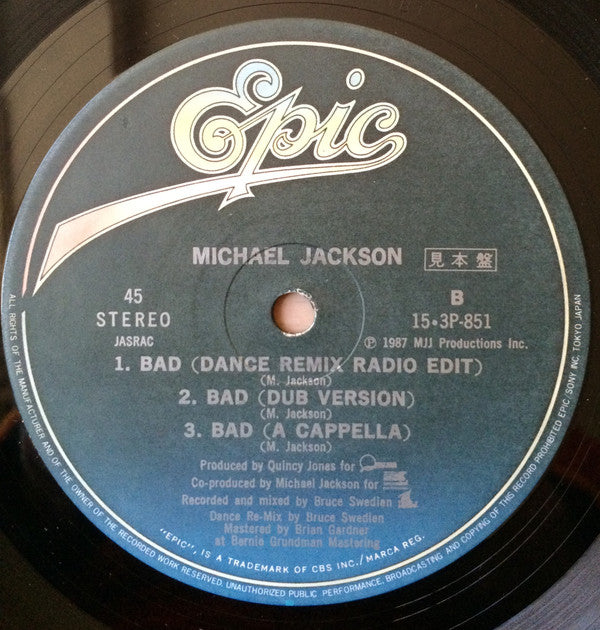 Epic
MICHAEL JACKSON
見本盤
45
STEREO
JASRAC
B
15・3P-851
Ⓟ 1987 MJJ Productions Inc.
1. BAD (DANCE REMIX RADIO EDIT)
(M. Jackson)
2. BAD (DUB VERSION)
(M. Jackson)
3. BAD (A CAPPELLA)
(M. Jackson)
Produced by Quincy Jones for
Co-produced by Michael Jackson for
Recorded and mixed by Bruce Swedien
Dance Re-Mix by Bruce Swedien
Mastered by Brian Gardner
at Bernie Grundman Mastering
"EPIC", IS A TRADEMARK OF CBS INC./MARCA REG.
ALL RIGHTS OF THE MANUFACTURER AND OF THE OWNER OF THE RECORDED WORK RESERVED. UNAUTHORIZED PUBLIC PERFORMANCE, BROADCASTING AND COPYING OF THIS RECORD PROHIBITED EPIC/SONY INC. TOKYO JAPAN